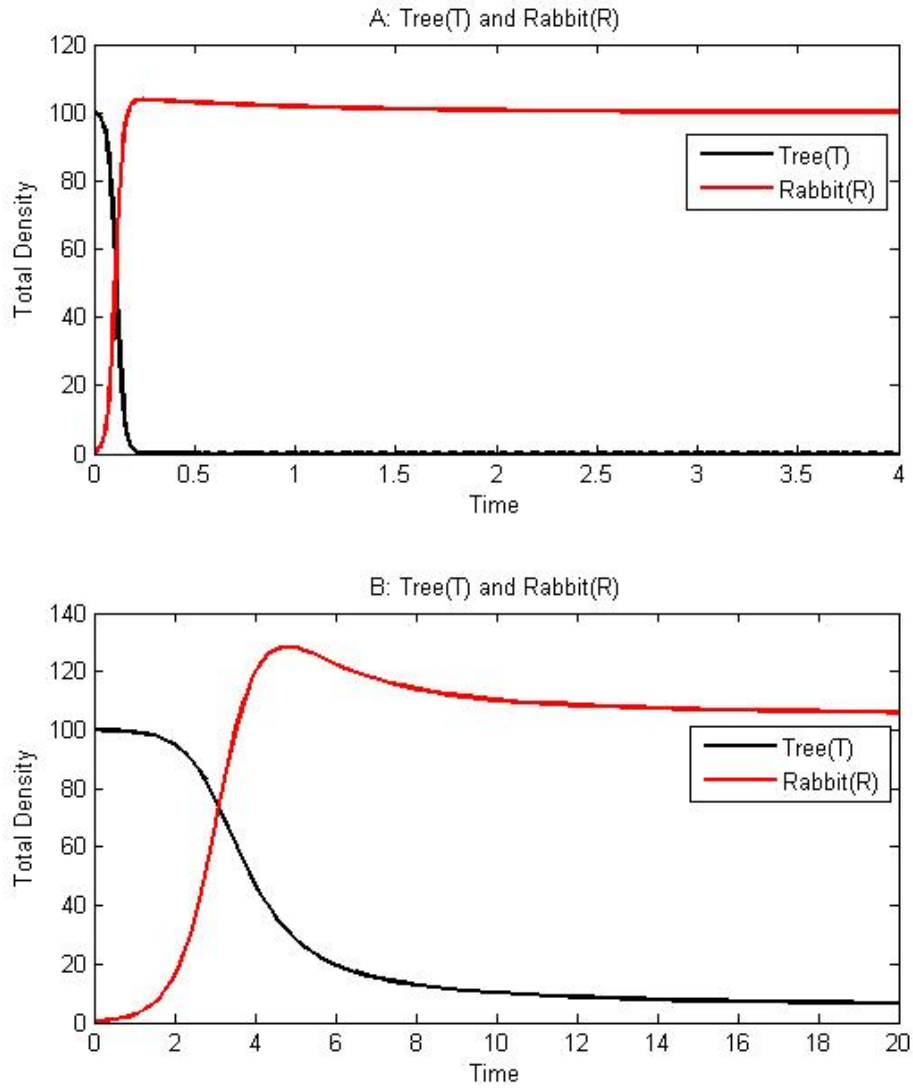 A: Tree(T) and Rabbit(R)
120
100
80
60
40
20
0
Total Density
Tree(T)
Rabbit(R)
0 0.5 1 1.5 2 2.5 3 3.5 4
Time
B: Tree(T) and Rabbit(R)
140
120
100
80
60
40
20
0
Total Density
Tree(T)
Rabbit(R)
0 2 4 6 8 10 12 14 16 18 20
Time